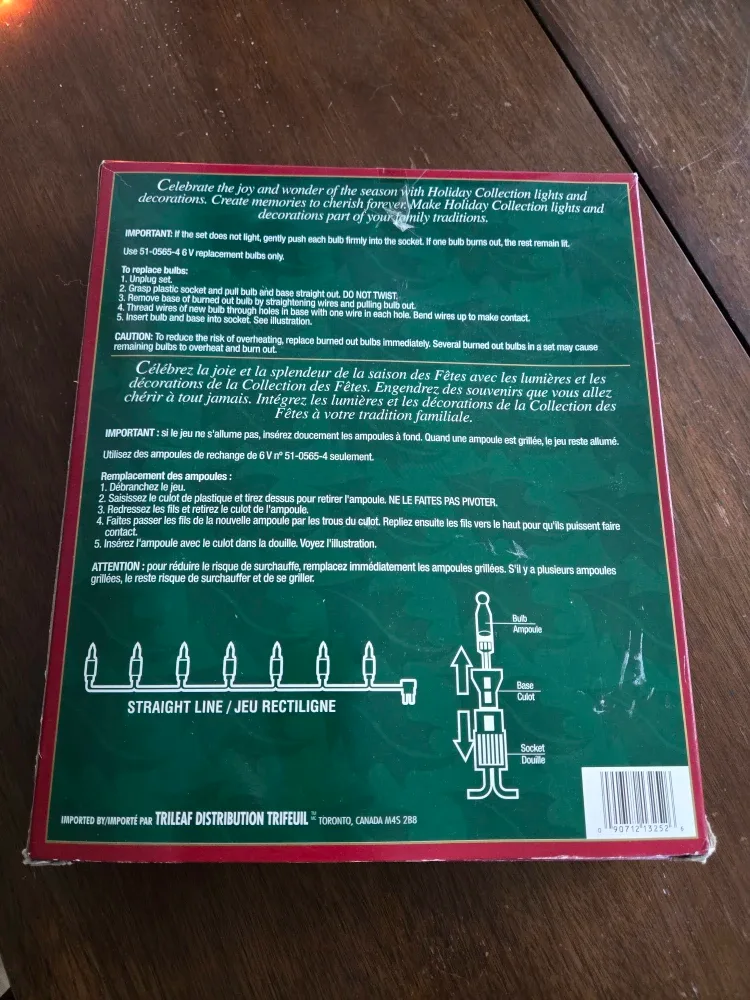 Celebrate the joy and wonder of the season with Holiday Collection lights and
decorations. Create memories to cherish forever. Make Holiday Collection lights and
decorations part of your family traditions.
IMPORTANT: If the set does not light, gently push each bulb firmly into the socket. If one bulb burns out, the rest remain lit.
Use 51-0565-4 6 V replacement bulbs only.
To replace bulbs:
1. Unplug set.
2. Grasp plastic socket and pull bulb and base straight out. DO NOT TWIST.
3. Remove base of burned out bulb by straightening wires and pulling bulb out.
4. Thread wires of new bulb through holes in base with one wire in each hole. Bend wires up to make contact.
5. Insert bulb and base into socket. See illustration.
CAUTION: To reduce the risk of overheating, replace burned out bulbs immediately. Several burned out bulbs in a set may cause
remaining bulbs to overheat and burn out.
Célébrez la joie et la splendeur de la saison des Fêtes avec les lumières et les
décorations de la Collection des Fêtes. Engendrez des souvenirs que vous allez
chérir à tout jamais. Intégrez les lumières et les décorations de la Collection des
Fêtes à votre tradition familiale.
IMPORTANT : si le jeu ne s'allume pas, insérez doucement les ampoules à fond. Quand une ampoule est grillée, le jeu reste allumé.
Utilisez des ampoules de rechange de 6 V nº 51-0565-4 seulement.
Remplacement des ampoules :
1. Débranchez le jeu.
2. Saisissez le culot de plastique et tirez dessus pour retirer l'ampoule. NE LE FAITES PAS PIVOTER.
3. Redressez les fils et retirez le culot de l'ampoule.
4. Faites passer les fils de la nouvelle ampoule par les trous du culot. Repliez ensuite les fils vers le haut pour qu'ils puissent faire
contact.
5. Insérez l'ampoule avec le culot dans la douille. Voyez l'illustration.
ATTENTION : pour réduire le risque de surchauffe, remplacez immédiatement les ampoules grillées. S'il y a plusieurs ampoules
grillées, le reste risque de surchauffer et de se griller.
Bulb
Ampoule
Base
Culot
Socket
Douille
STRAIGHT LINE / JEU RECTILIGNE
IMPORTED BY/IMPORTÉ PAR TRILEAF DISTRIBUTION TRIFEUIL TM MC TORONTO, CANADA M4S 2B8
0 90712 13252 6